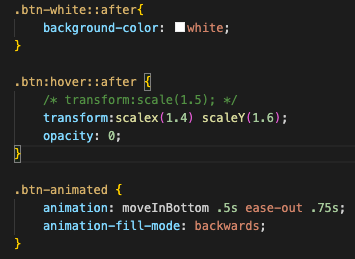 .btn-white::after{
    background-color: white;
}

.btn:hover::after {
    /* transform:scale(1.5); */
    transform:scalex(1.4) scaleY(1.6);
    opacity: 0;
}

.btn-animated {
    animation: moveInBottom .5s ease-out .75s;
    animation-fill-mode: backwards;
}